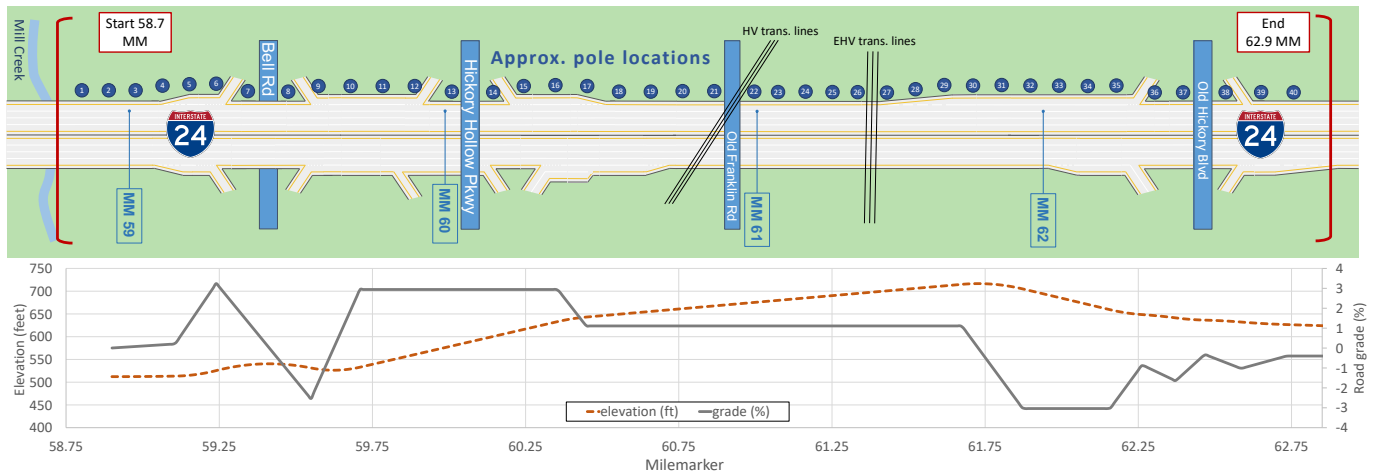 Mill Creek
Start 58.7
MM
End
62.9 MM
HV trans. lines
EHV trans. lines
Approx. pole locations
1 2 3 4 5 6 7 8 9 10 11 12 13 14 15 16 17 18 19 20 21 22 23 24 25 26 27 28 29 30 31 32 33 34 35 36 37 38 39 40
Bell Rd
Hickory Hollow Pkwy
Old Franklin Rd
Old Hickory Blvd
INTERSTATE
24
INTERSTATE
24
MM 59
MM 60
MM 61
MM 62
Elevation (feet)
750
700
650
600
550
500
450
400
Road grade (%)
4
3
2
1
0
-1
-2
-3
-4
elevation (ft) grade (%)
58.75 59.25 59.75 60.25 60.75 61.25 61.75 62.25 62.75
Milemarker